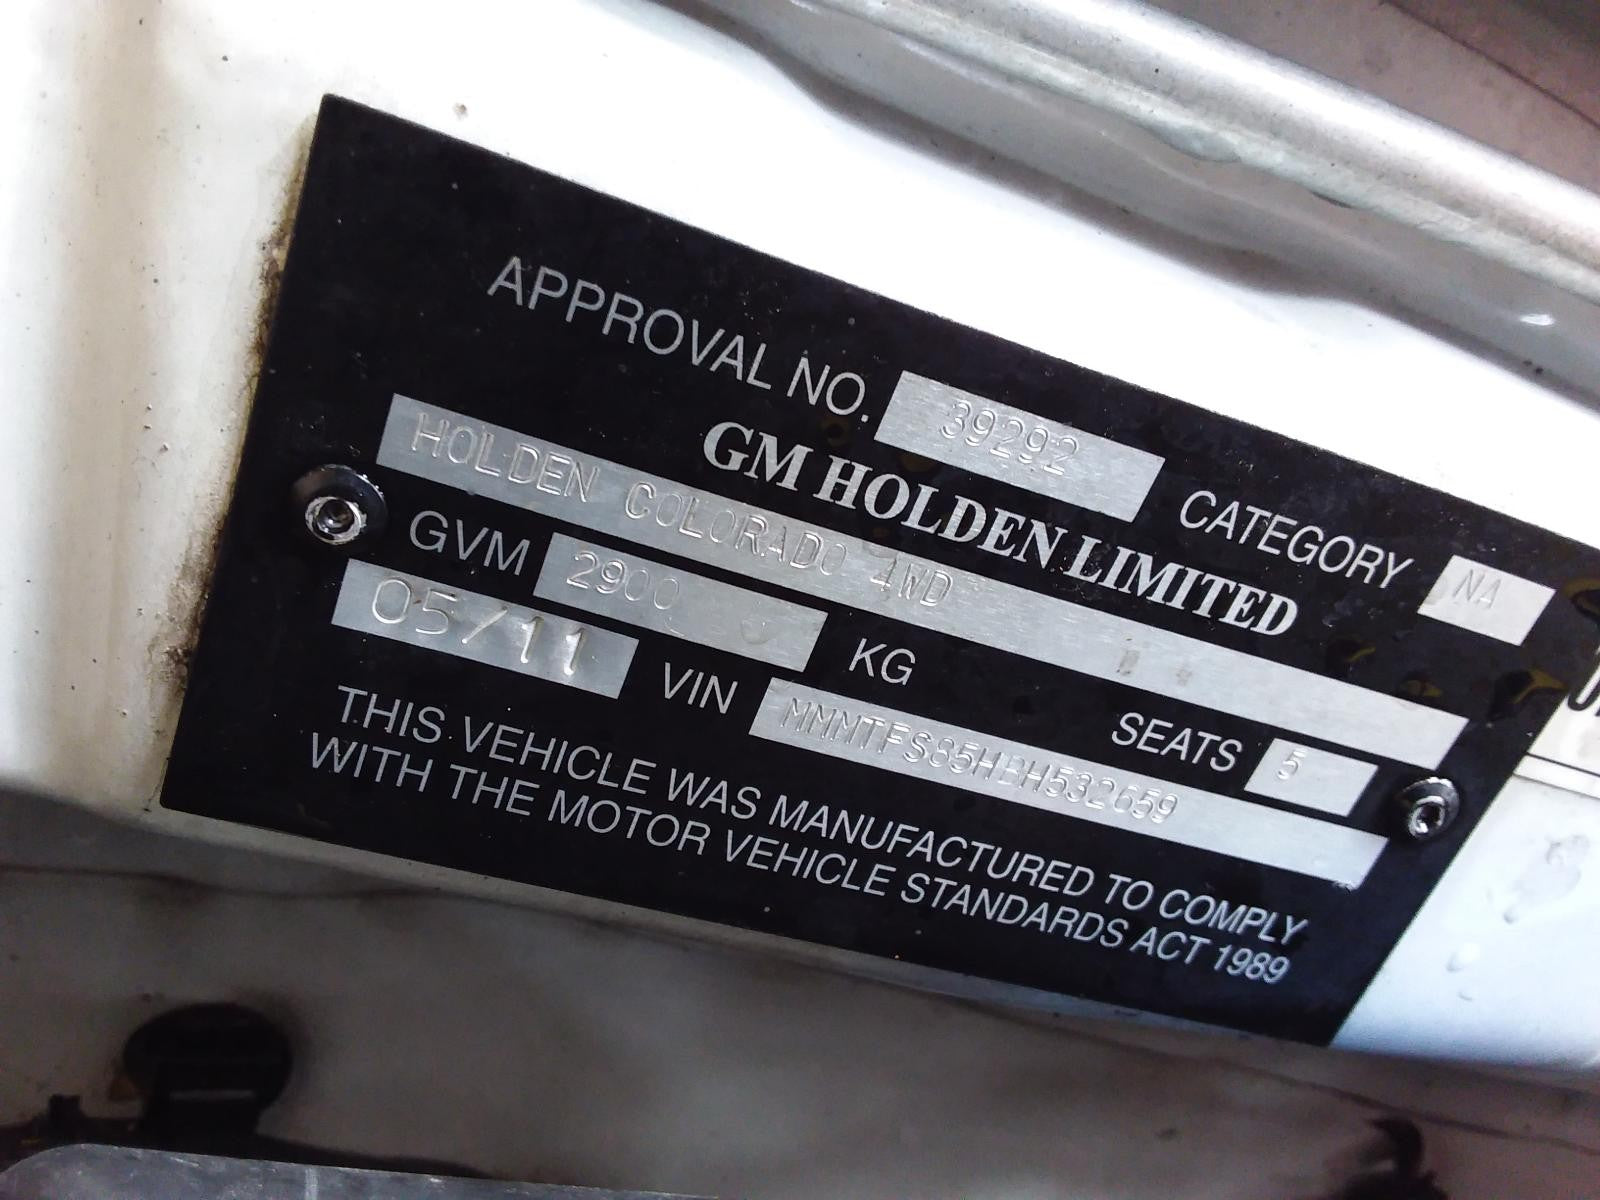 APPROVAL NO. 39292 CATEGORY NA
GM HOLDEN LIMITED
HOLDEN COLORADO 4WD
GVM 2900 KG SEATS 5
05/11 VIN MMMTFS85HBH532659
THIS VEHICLE WAS MANUFACTURED TO COMPLY
WITH THE MOTOR VEHICLE STANDARDS ACT 1989